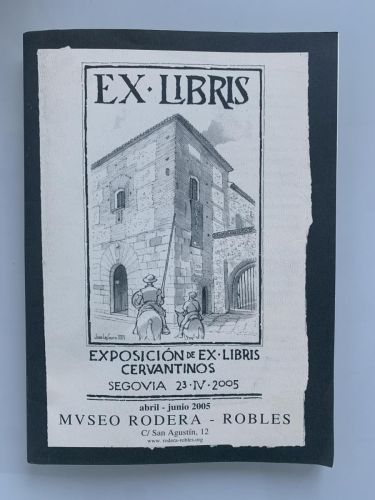 EX·LIBRIS
EXPOSICIÓN DE EX·LIBRIS
CERVANTINOS
SEGOVIA 23·IV·2005
abril - junio 2005
MVSEO RODERA - ROBLES
C/ San Agustín, 12
www. rodera-robles.org